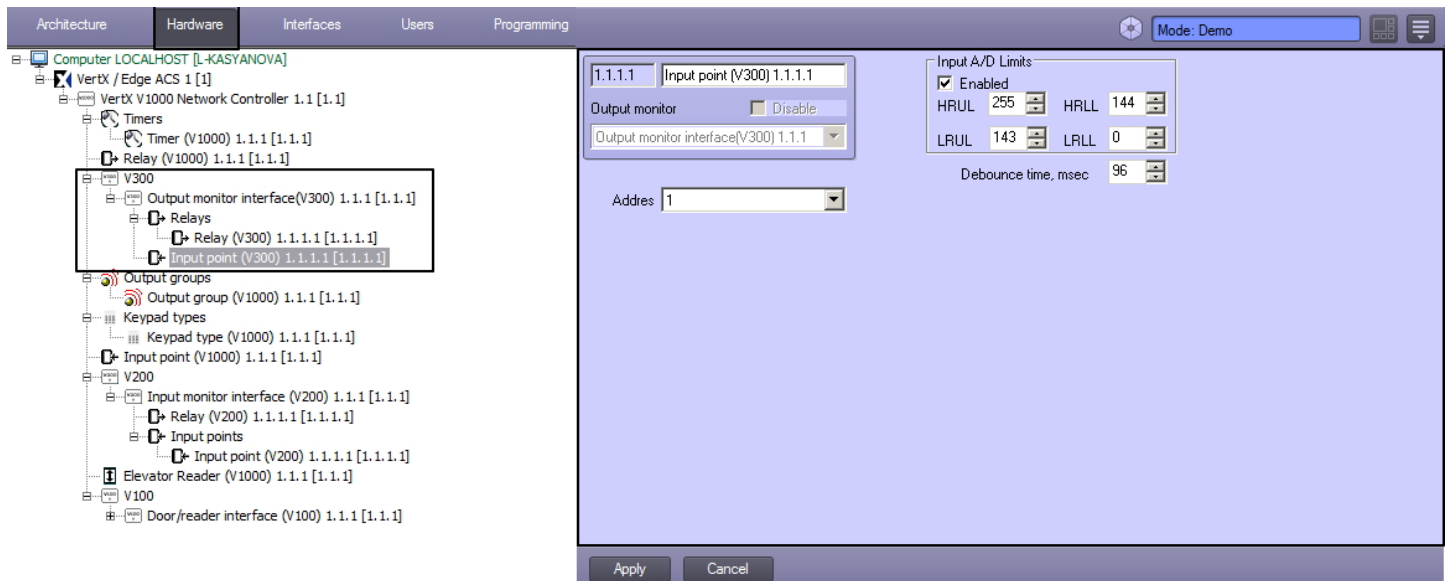 Architecture Hardware Interfaces Users Programming Mode: Demo
Computer LOCALHOST [L-KASYANOVA]
VertX / Edge ACS 1 [1]
VertX V1000 Network Controller 1.1 [1.1]
Timers
Timer (V1000) 1.1.1 [1.1.1]
Relay (V1000) 1.1.1 [1.1.1]
V300
Output monitor interface(V300) 1.1.1 [1.1.1]
Relays
Relay (V300) 1.1.1.1 [1.1.1.1]
Input point (V300) 1.1.1.1 [1.1.1.1]
Output groups
Output group (V1000) 1.1.1 [1.1.1]
Keypad types
Keypad type (V1000) 1.1.1 [1.1.1]
Input point (V1000) 1.1.1 [1.1.1]
V200
Input monitor interface (V200) 1.1.1 [1.1.1]
Relay (V200) 1.1.1.1 [1.1.1.1]
Input points
Input point (V200) 1.1.1.1 [1.1.1.1]
Elevator Reader (V1000) 1.1.1 [1.1.1]
V100
Door/reader interface (V100) 1.1.1 [1.1.1]
1.1.1.1 Input point (V300) 1.1.1.1
Output monitor Disable
Output monitor interface(V300) 1.1.1
Addres 1
Input A/D Limits
Enabled
HRUL 255 HRLL 144
LRUL 143 LRLL 0
Debounce time, msec 96
Apply Cancel